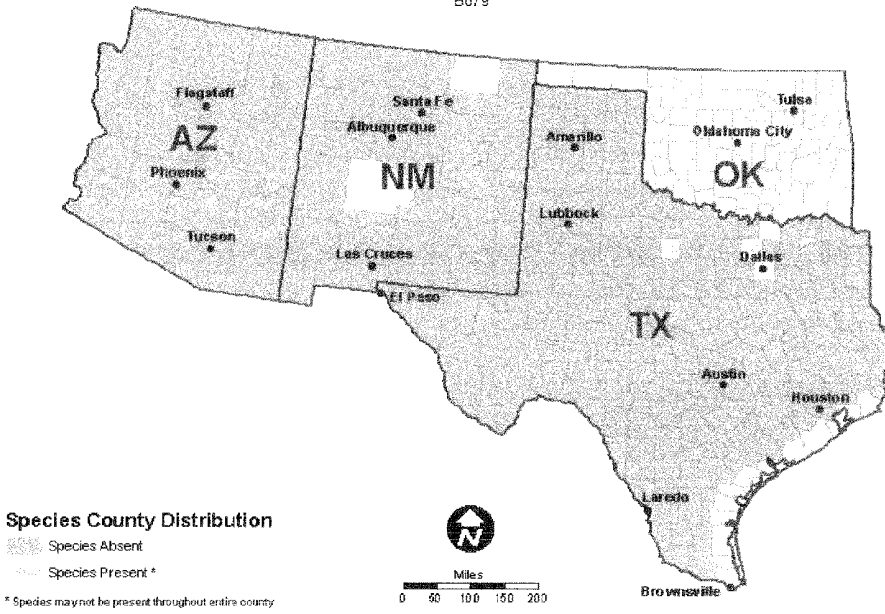 B079
Flagstaff
AZ
Phoenix
Tucson
Santa Fe
Albuquerque
NM
Las Cruces
El Paso
Amarillo
Lubbock
Tulsa
Oklahoma City
OK
Dallas
TX
Austin
Houston
Laredo
Brownsville
Species County Distribution
Species Absent
Species Present *
* Species may not be present throughout entire county
N
Miles
0 50 100 150 200